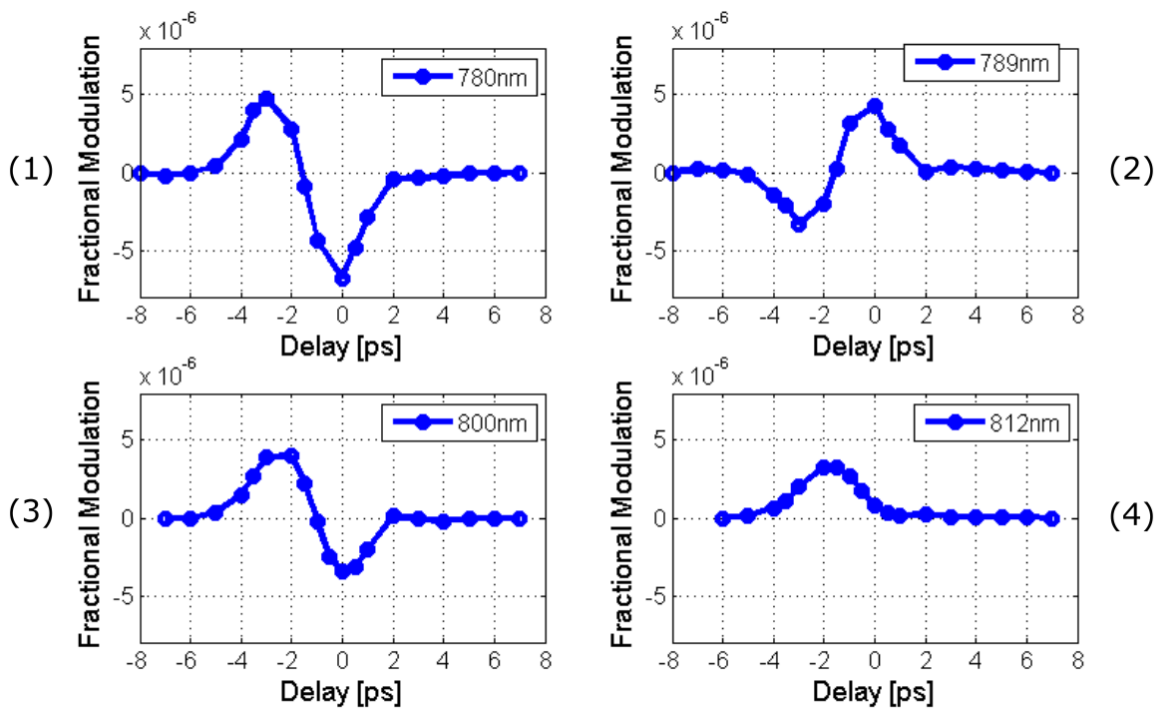 x 10-6
780nm
Fractional Modulation
5
0
-5
-8 -6 -4 -2 0 2 4 6 8
Delay [ps]
(1)
x 10-6
789nm
Fractional Modulation
5
0
-5
-8 -6 -4 -2 0 2 4 6 8
Delay [ps]
(2)
x 10-6
800nm
Fractional Modulation
5
0
-5
-8 -6 -4 -2 0 2 4 6 8
Delay [ps]
(3)
x 10-6
812nm
Fractional Modulation
5
0
-5
-8 -6 -4 -2 0 2 4 6 8
Delay [ps]
(4)